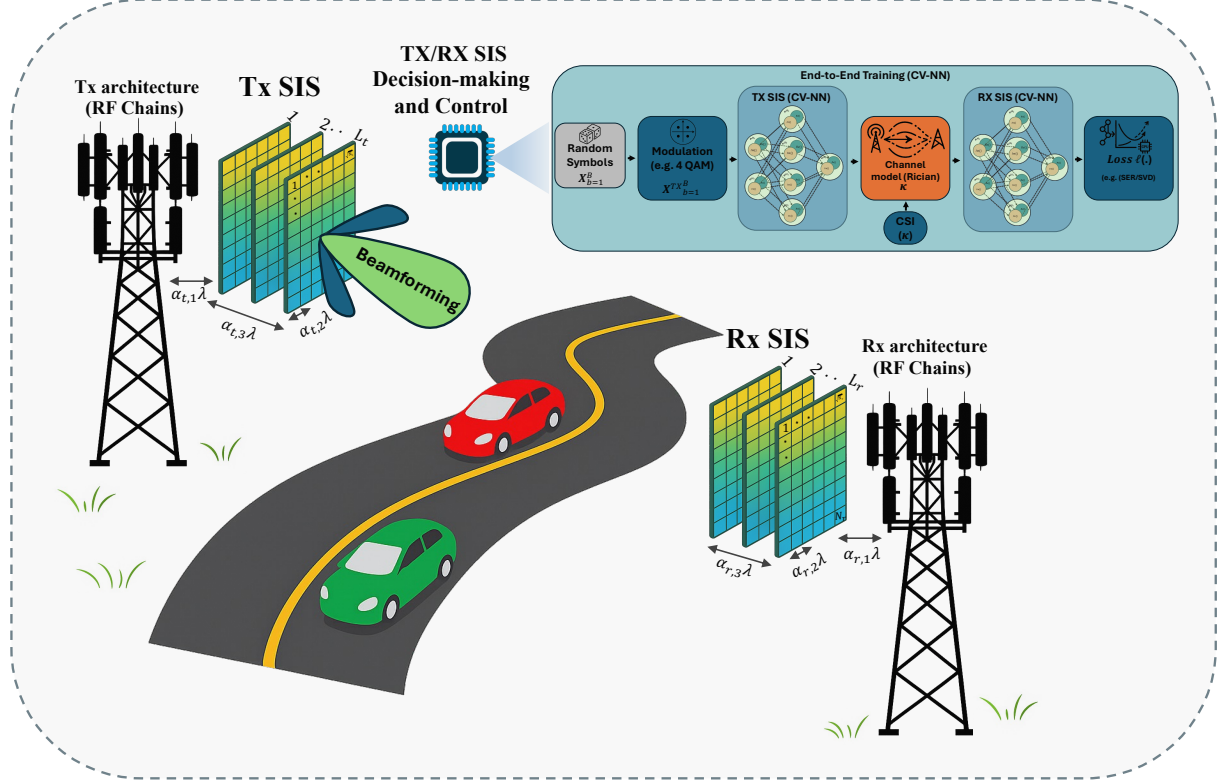 Tx architecture
(RF Chains)
Tx SIS
1 2 . . L_t
1 . .
α_{t,1}λ
α_{t,3}λ
α_{t,2}λ
Beamforming
TX/RX SIS
Decision-making
and Control
End-to-End Training (CV-NN)
Random
Symbols
X^B_{b=1}
Modulation
(e.g. 4 QAM)
X^{TX^B}_{b=1}
TX SIS (CV-NN)
Channel
model (Rician)
κ
CSI
(κ)
RX SIS (CV-NN)
Loss ℓ(.)
(e.g. (SER/SVD)
Rx SIS
1 2 . . L_r
1 . .
α_{r,3}λ
α_{r,2}λ
α_{r,1}λ
Rx architecture
(RF Chains)